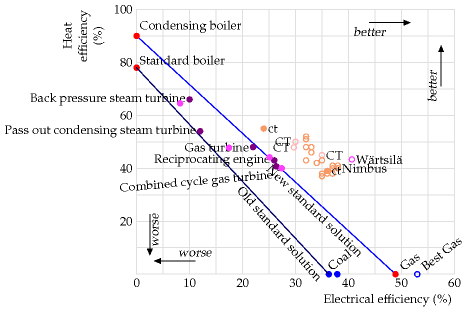 Heat
efficiency
(%)
100
80
60
40
20
0
Condensing boiler
Standard boiler
Back pressure steam turbine
Pass out condensing steam turbine
Gas turbine
Reciprocating engine
Combined cycle gas turbine
ct
CT
CT
CT
ct
Wärtsilä
Nimbus
New standard solution
Old standard solution
better
better
worse
worse
Coal
Gas
Best Gas
0
10
20
30
40
50
60
Electrical efficiency (%)